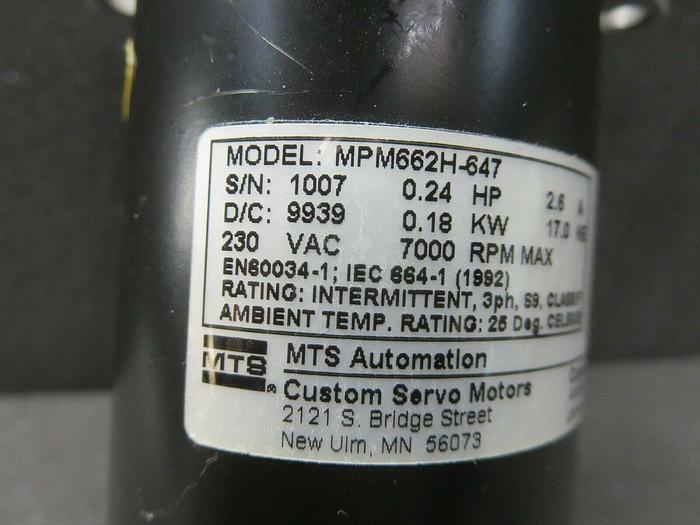 MODEL: MPM662H-647
S/N: 1007 0.24 HP 2.6 A
D/C: 9939 0.18 KW 17.0
230 VAC 7000 RPM MAX
EN60034-1; IEC 664-1 (1992)
RATING: INTERMITTENT, 3ph, S9,
AMBIENT TEMP. RATING: 25 Deg. CELSIUS
MTS MTS Automation
® Custom Servo Motors
2121 S. Bridge Street
New Ulm, MN 56073